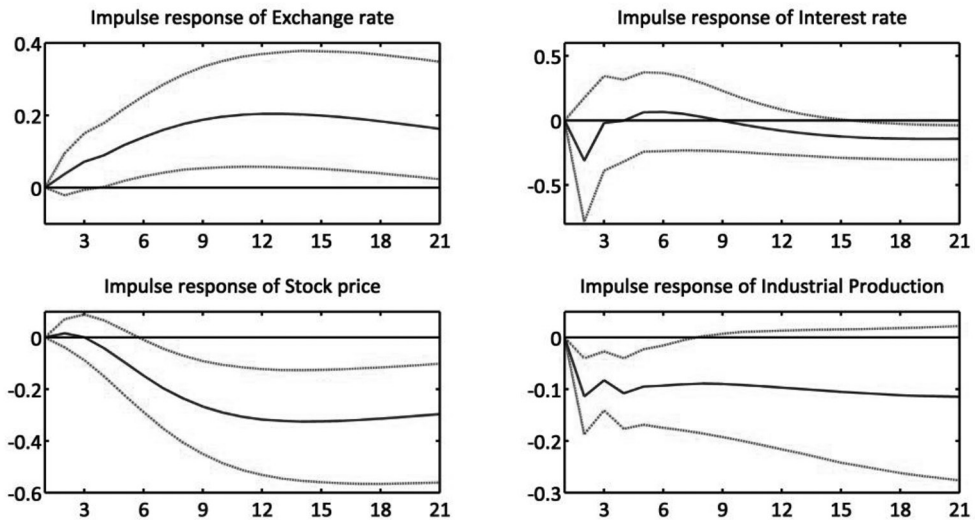 Impulse response of Exchange rate
0.4
0.2
0
3 6 9 12 15 18 21
Impulse response of Interest rate
0.5
0
-0.5
3 6 9 12 15 18 21
Impulse response of Stock price
0
-0.2
-0.4
-0.6
3 6 9 12 15 18 21
Impulse response of Industrial Production
0
-0.1
-0.2
-0.3
3 6 9 12 15 18 21